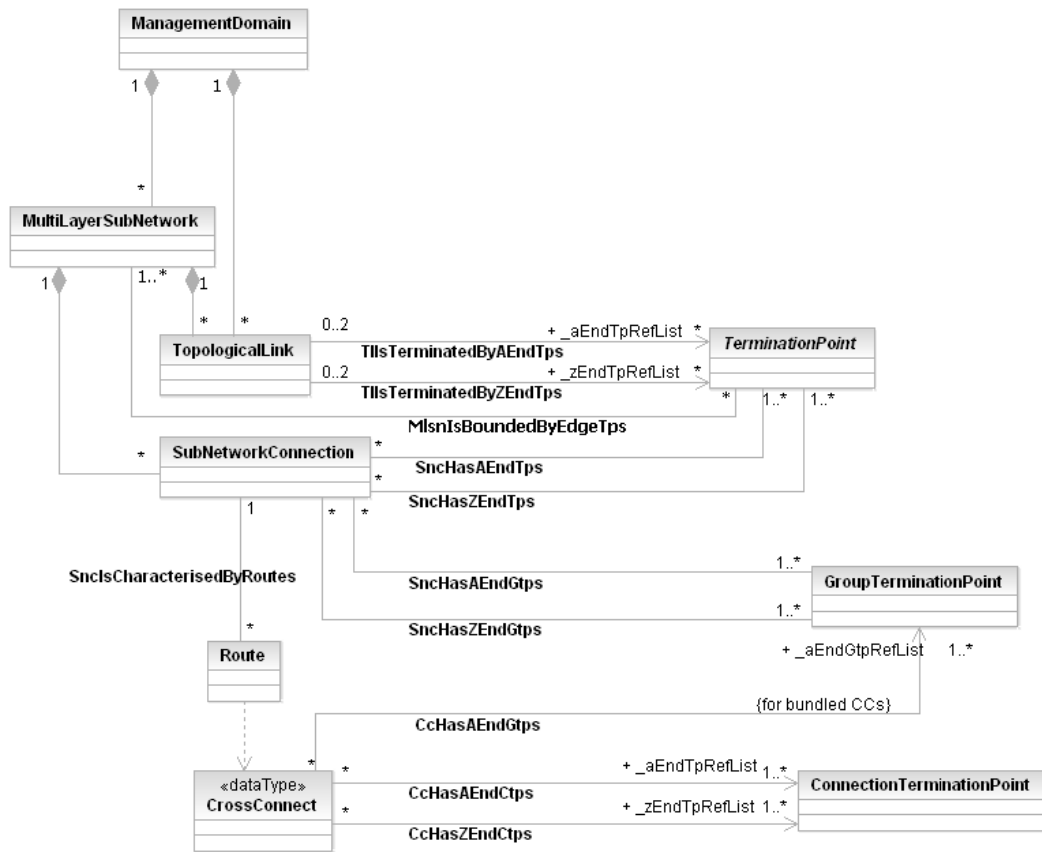 ManagementDomain
1
1
*
MultiLayerSubNetwork
1
1..*
1
*
*
0..2
+ _aEndTpRefList
*
TerminationPoint
TopologicalLink
TlIsTerminatedByAEndTps
0..2
+ _zEndTpRefList
*
TlIsTerminatedByZEndTps
*
1..*
1..*
MlsnIsBoundedByEdgeTps
*
SubNetworkConnection
*
SncHasAEndTps
*
SncHasZEndTps
1
*
*
SncIsCharacterisedByRoutes
1..*
SncHasAEndGtps
GroupTerminationPoint
1..*
SncHasZEndGtps
*
Route
+ _aEndGtpRefList
1..*
{for bundled CCs}
CcHasAEndGtps
*
*
+ _aEndTpRefList
1..*
«dataType»
CrossConnect
CcHasAEndCtps
ConnectionTerminationPoint
*
+ _zEndTpRefList
1..*
CcHasZEndCtps